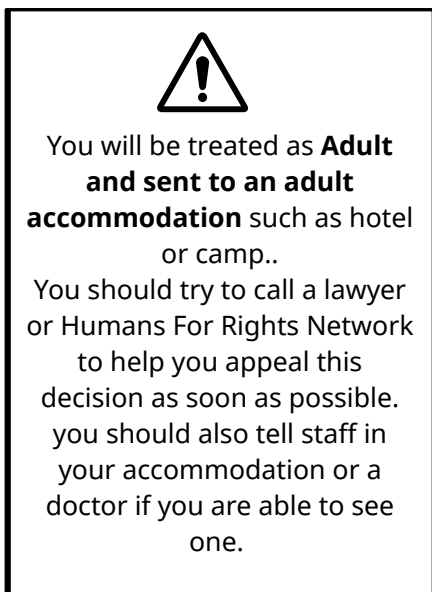 You will be treated as Adult
and sent to an adult
accommodation such as hotel
or camp..
You should try to call a lawyer
or Humans For Rights Network
to help you appeal this
decision as soon as possible.
you should also tell staff in
your accommodation or a
doctor if you are able to see
one.